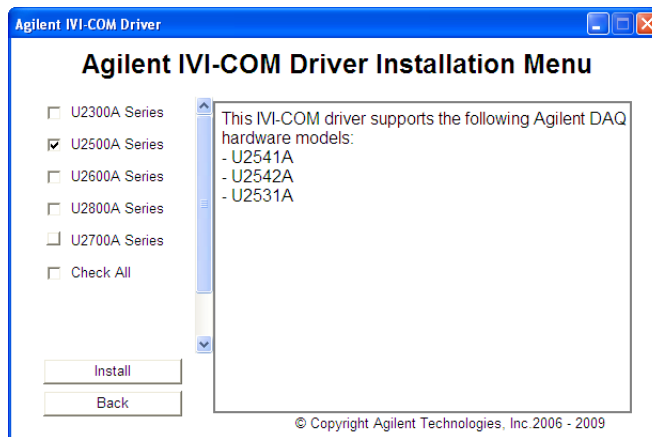 Agilent IVI-COM Driver
Agilent IVI-COM Driver Installation Menu
U2300A Series
U2500A Series
U2600A Series
U2800A Series
U2700A Series
Check All
This IVI-COM driver supports the following Agilent DAQ
hardware models:
- U2541A
- U2542A
- U2531A
Install
Back
© Copyright Agilent Technologies, Inc.2006 - 2009